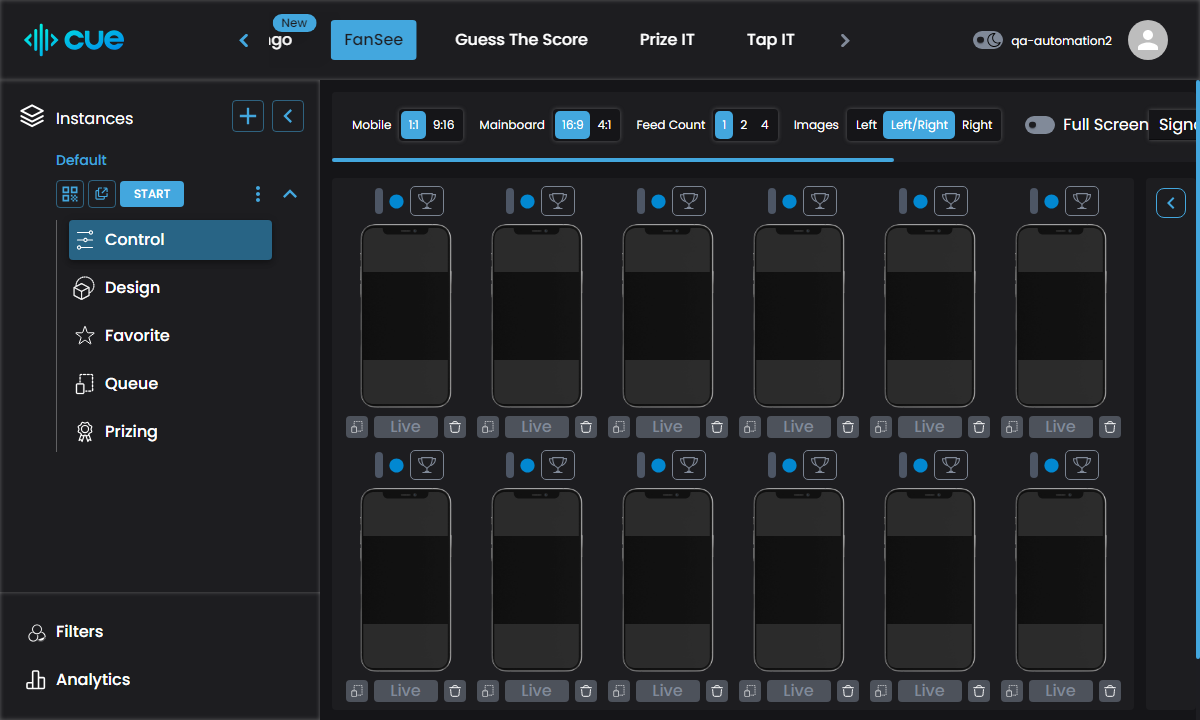 cue
New
FanSee
Guess The Score
Prize IT
Tap IT
qa-automation2
Instances
Default
START
Control
Design
Favorite
Queue
Prizing
Filters
Analytics
Mobile 1:1 9:16
Mainboard 16:9 4:1
Feed Count 1 2 4
Images Left Left/Right Right
Full Screen
Live Live Live Live Live Live
Live Live Live Live Live Live